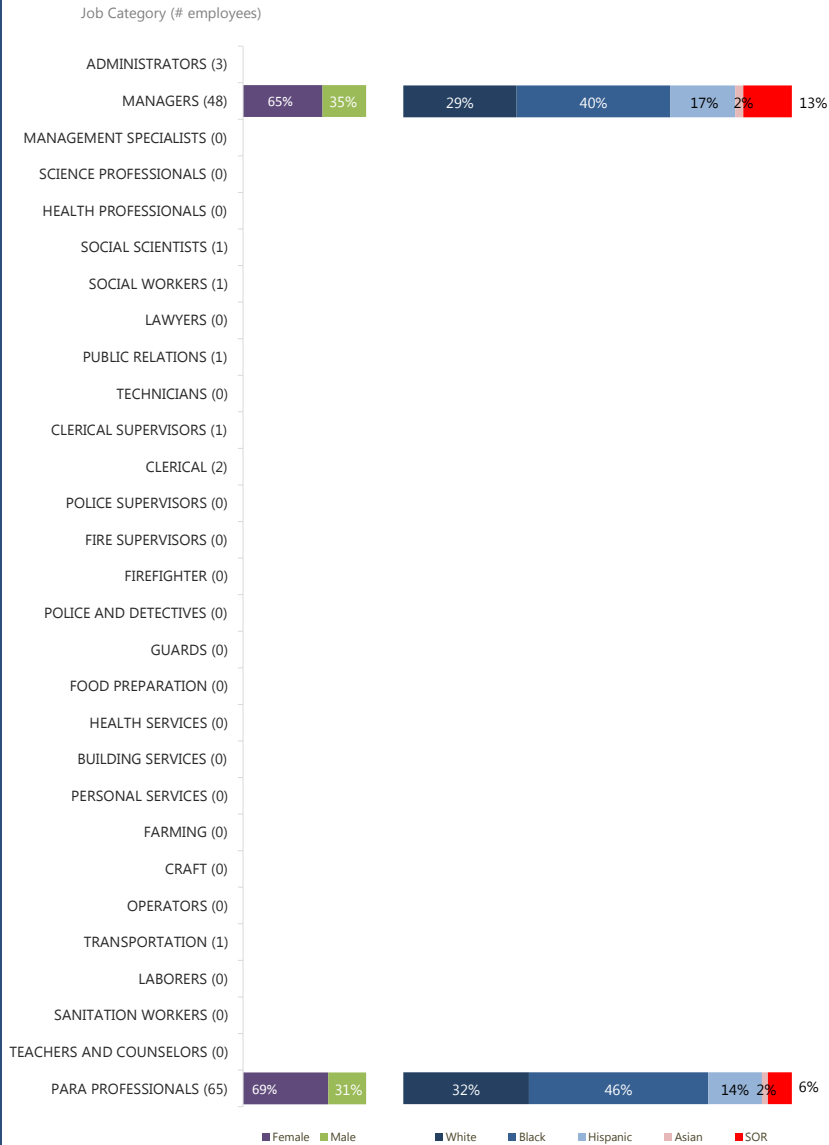 Job Category (# employees)
ADMINISTRATORS (3)
MANAGERS (48) 65% 35% 29% 40% 17% 2% 13%
MANAGEMENT SPECIALISTS (0)
SCIENCE PROFESSIONALS (0)
HEALTH PROFESSIONALS (0)
SOCIAL SCIENTISTS (1)
SOCIAL WORKERS (1)
LAWYERS (0)
PUBLIC RELATIONS (1)
TECHNICIANS (0)
CLERICAL SUPERVISORS (1)
CLERICAL (2)
POLICE SUPERVISORS (0)
FIRE SUPERVISORS (0)
FIREFIGHTER (0)
POLICE AND DETECTIVES (0)
GUARDS (0)
FOOD PREPARATION (0)
HEALTH SERVICES (0)
BUILDING SERVICES (0)
PERSONAL SERVICES (0)
FARMING (0)
CRAFT (0)
OPERATORS (0)
TRANSPORTATION (1)
LABORERS (0)
SANITATION WORKERS (0)
TEACHERS AND COUNSELORS (0)
PARA PROFESSIONALS (65) 69% 31% 32% 46% 14% 2% 6%
Female Male White Black Hispanic Asian SOR